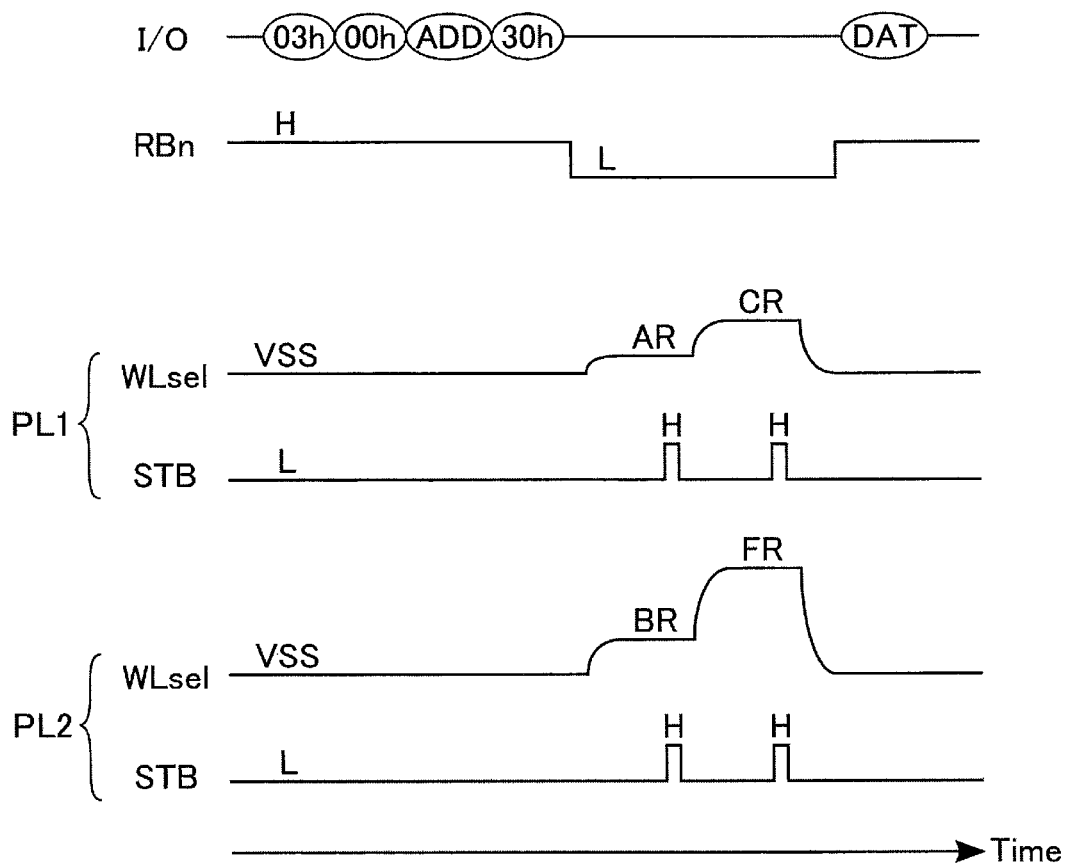 I/O 03h 00h ADD 30h DAT
RBn H L
PL1
WLsel VSS AR CR
STB L H H
PL2
WLsel VSS BR FR
STB L H H
Time